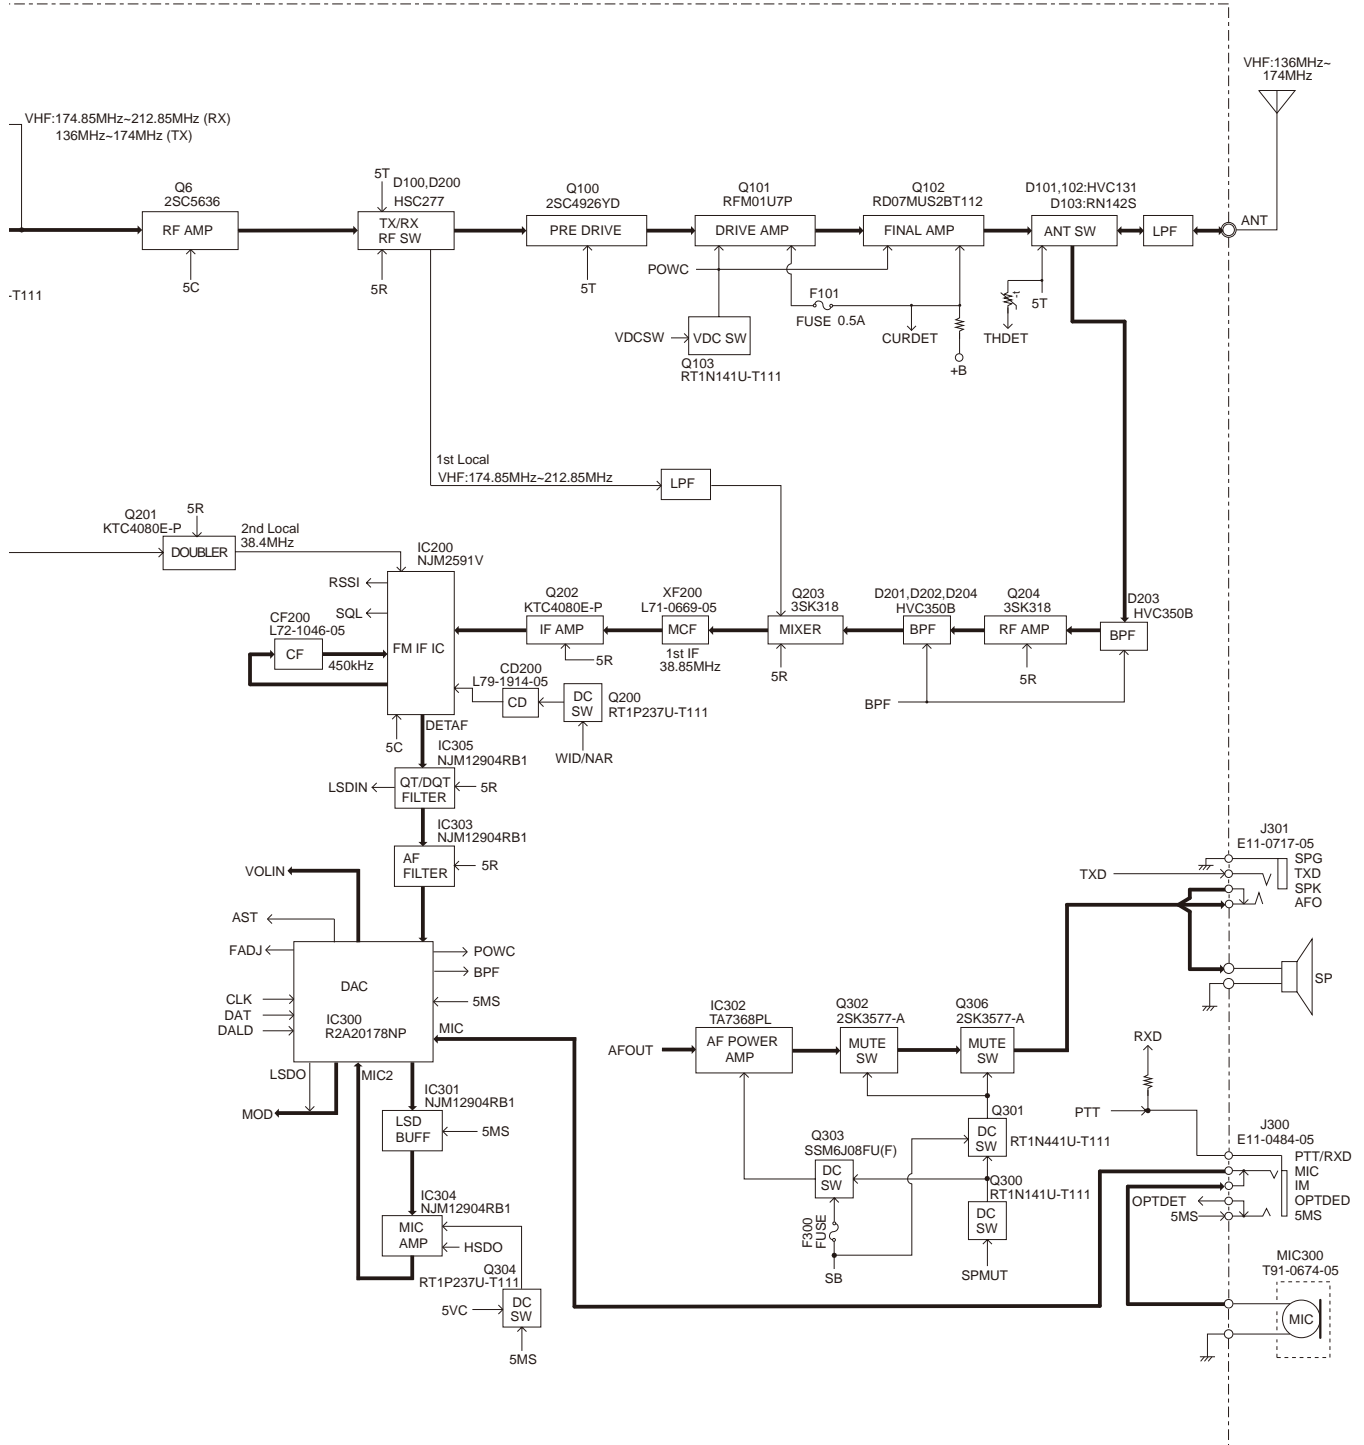 VHF:136MHz~
174MHz
VHF:174.85MHz~212.85MHz (RX)
136MHz~174MHz (TX)
Q6
2SC5636
RF AMP
5C
-T111
5T
D100,D200
HSC277
TX/RX
RF SW
5R
Q100
2SC4926YD
PRE DRIVE
5T
Q101
RFM01U7P
DRIVE AMP
Q102
RD07MUS2BT112
FINAL AMP
D101,102:HVC131
D103:RN142S
ANT SW
LPF
ANT
POWC
F101
FUSE 0.5A
CURDET
+B
-t
5T
THDET
VDCSW
VDC SW
Q103
RT1N141U-T111
1st Local
VHF:174.85MHz~212.85MHz
LPF
Q201
KTC4080E-P
5R
DOUBLER
2nd Local
38.4MHz
IC200
NJM2591V
RSSI
SQL
FM IF IC
CF200
L72-1046-05
CF
450kHz
Q202
KTC4080E-P
IF AMP
5R
XF200
L71-0669-05
MCF
1st IF
38.85MHz
Q203
3SK318
MIXER
5R
D201,D202,D204
HVC350B
BPF
Q204
3SK318
RF AMP
5R
D203
HVC350B
BPF
BPF
CD200
L79-1914-05
CD
DC
SW
Q200
RT1P237U-T111
WID/NAR
5C
DETAF
IC305
NJM12904RB1
LSDIN
QT/DQT
FILTER
5R
IC303
NJM12904RB1
AF
FILTER
5R
VOLIN
AST
FADJ
DAC
POWC
BPF
CLK
DAT
DALD
IC300
R2A20178NP
5MS
MIC
LSDO
MIC2
MOD
IC301
NJM12904RB1
LSD
BUFF
5MS
IC304
NJM12904RB1
MIC
AMP
HSDO
Q304
RT1P237U-T111
5VC
DC
SW
5MS
J301
E11-0717-05
SPG
TXD
TXD
SPK
AFO
SP
AFOUT
IC302
TA7368PL
AF POWER
AMP
Q302
2SK3577-A
MUTE
SW
Q306
2SK3577-A
MUTE
SW
Q301
DC
SW
RT1N441U-T111
Q303
SSM6J08FU(F)
DC
SW
Q300
RT1N141U-T111
DC
SW
F300
FUSE
SB
SPMUT
RXD
PTT
J300
E11-0484-05
PTT/RXD
MIC
IM
OPTDET
OPTDED
5MS
5MS
MIC300
T91-0674-05
MIC